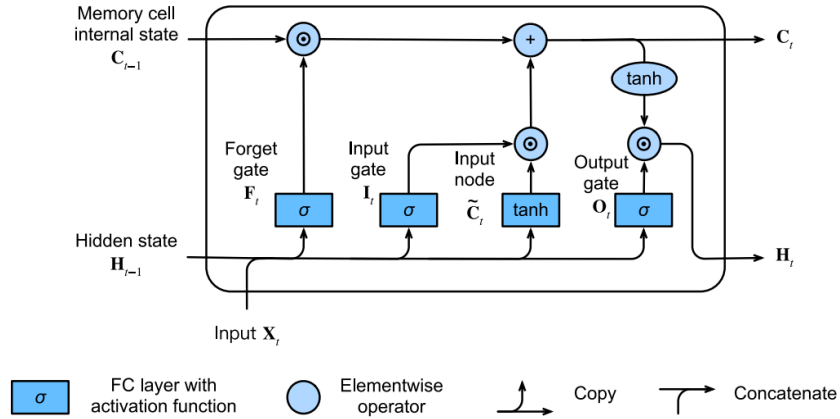 Memory cell
internal state
C_{t−1}
C_t
+
tanh
Forget
gate
F_t
Input
gate
I_t
Input
node
C̃_t
Output
gate
O_t
σ
σ
tanh
σ
Hidden state
H_{t−1}
H_t
Input X_t
σ
FC layer with
activation function
Elementwise
operator
Copy
Concatenate